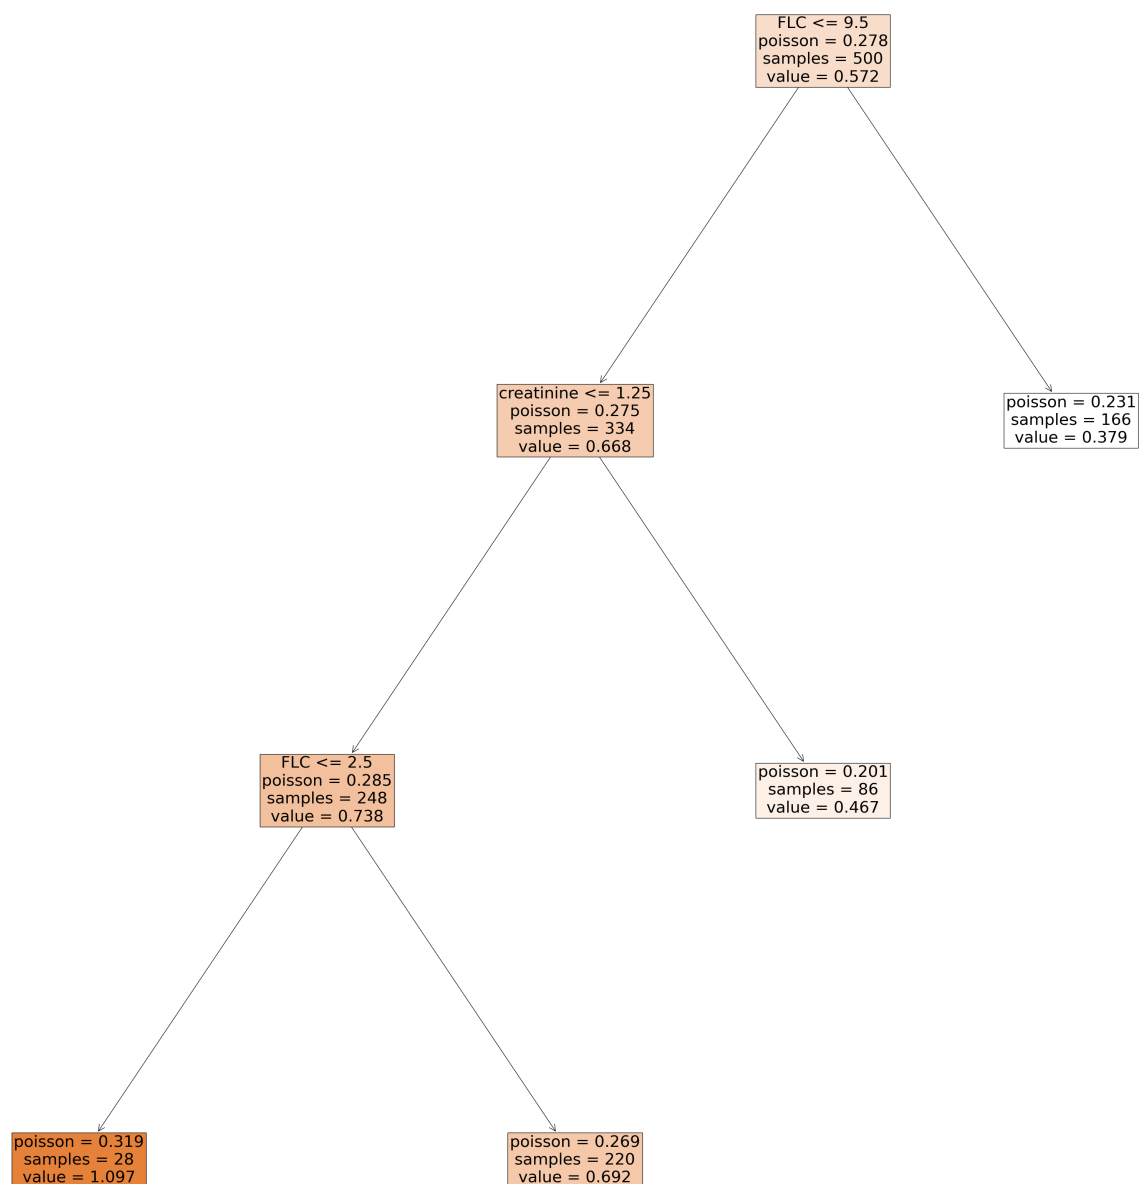 FLC <= 9.5
poisson = 0.278
samples = 500
value = 0.572
creatinine <= 1.25
poisson = 0.275
samples = 334
value = 0.668
poisson = 0.231
samples = 166
value = 0.379
FLC <= 2.5
poisson = 0.285
samples = 248
value = 0.738
poisson = 0.201
samples = 86
value = 0.467
poisson = 0.319
samples = 28
value = 1.097
poisson = 0.269
samples = 220
value = 0.692